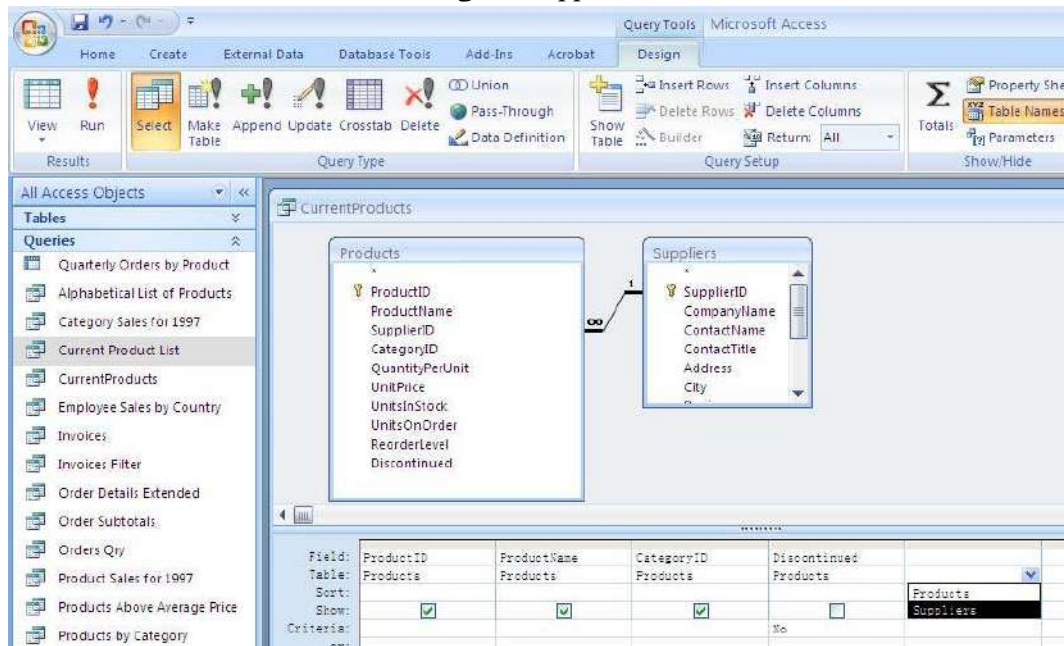 Query Tools Microsoft Access
Home Create External Data Database Tools Add-Ins Acrobat Design
View
Run
Select
Make Table
Append
Update
Crosstab
Delete
Union
Pass-Through
Data Definition
Show Table
Insert Rows
Delete Rows
Builder
Insert Columns
Delete Columns
Return: All
Totals
Property She
Table Names
Parameters
Results Query Type Query Setup Show/Hide
All Access Objects
Tables
Queries
Quarterly Orders by Product
Alphabetical List of Products
Category Sales for 1997
Current Product List
CurrentProducts
Employee Sales by Country
Invoices
Invoices Filter
Order Details Extended
Order Subtotals
Orders Qry
Product Sales for 1997
Products Above Average Price
Products by Category
CurrentProducts
Products
*
ProductID
ProductName
SupplierID
CategoryID
QuantityPerUnit
UnitPrice
UnitsInStock
UnitsOnOrder
ReorderLevel
Discontinued
∞ 1
Suppliers
*
SupplierID
CompanyName
ContactName
ContactTitle
Address
City
Field: ProductID ProductName CategoryID Discontinued
Table: Products Products Products Products
Sort: Products
Show: Suppliers
Criteria: No